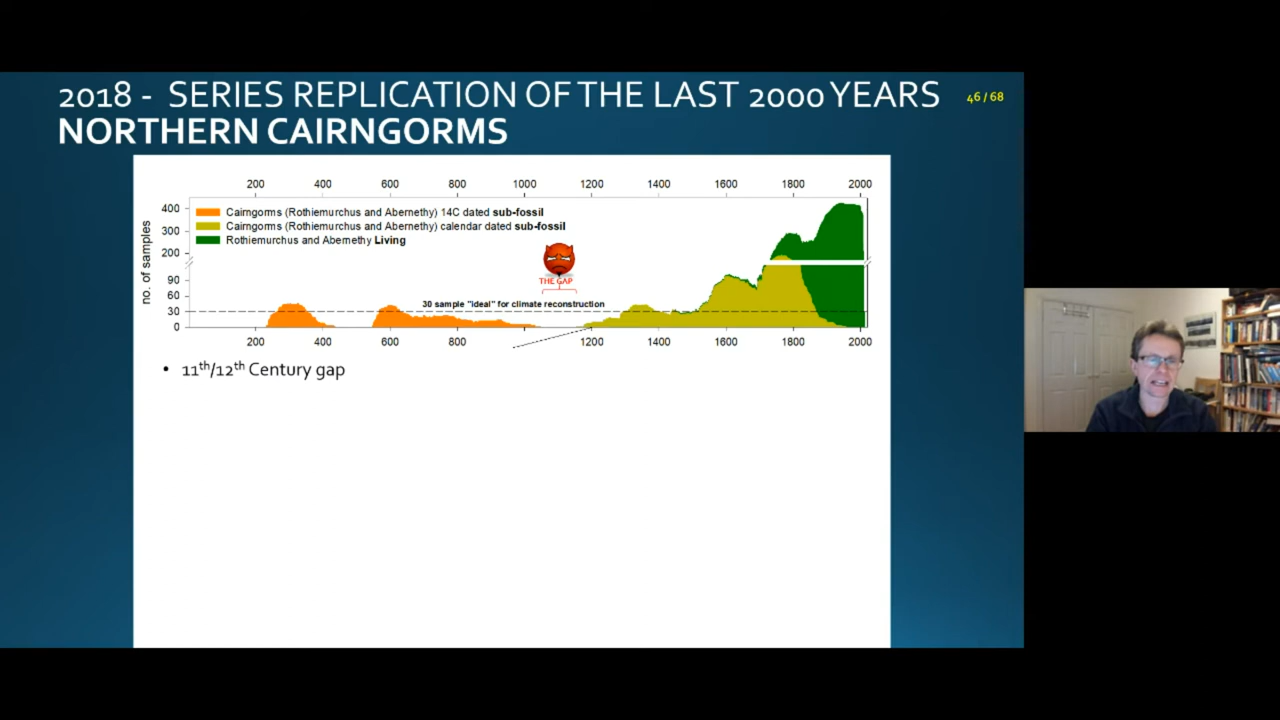 2018 - SERIES REPLICATION OF THE LAST 2000 YEARS
46 / 68
NORTHERN CAIRNGORMS
200 400 600 800 1000 1200 1400 1600 1800 2000
no. of samples
400
300
200
90
60
30
0
Cairngorms (Rothiemurchus and Abernethy) 14C dated sub-fossil
Cairngorms (Rothiemurchus and Abernethy) calendar dated sub-fossil
Rothiemurchus and Abernethy Living
THE GAP
30 sample "ideal" for climate reconstruction
200 400 600 800 1200 1400 1600 1800 2000
• 11th/12th Century gap